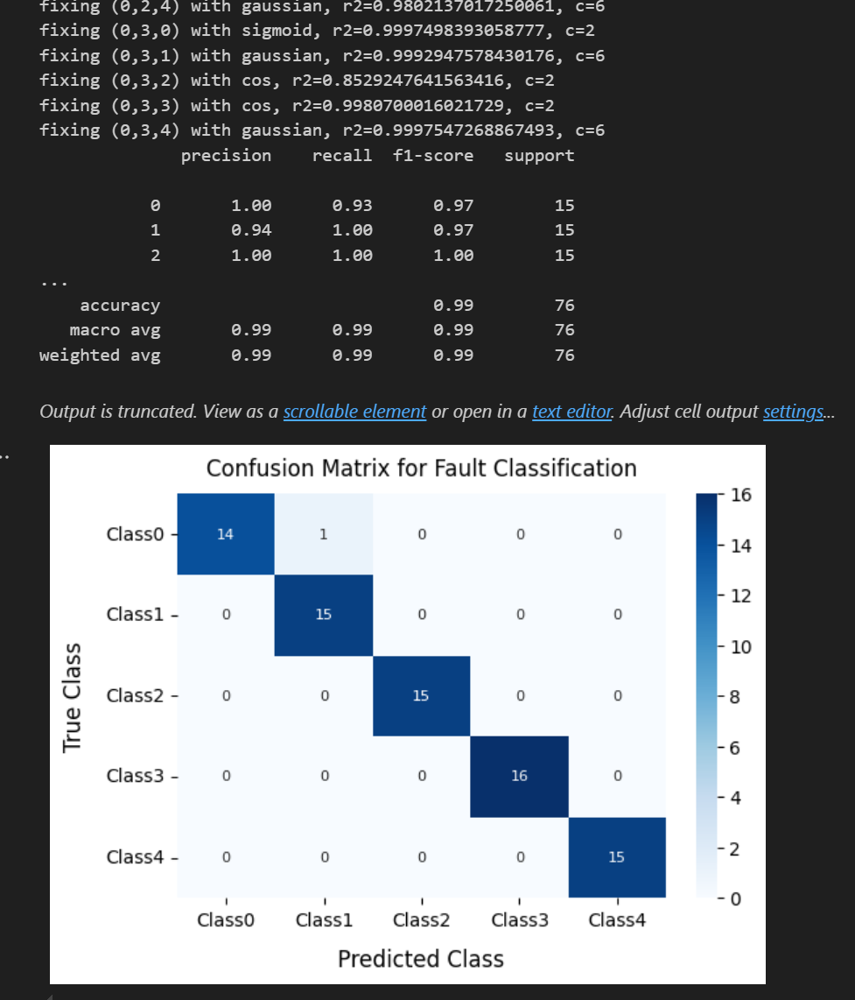 fixing (0,2,4) with gaussian, r2=0.9802137017250061, c=6
fixing (0,3,0) with sigmoid, r2=0.9997498393058777, c=2
fixing (0,3,1) with gaussian, r2=0.9992947578430176, c=6
fixing (0,3,2) with cos, r2=0.8529247641563416, c=2
fixing (0,3,3) with cos, r2=0.9980700016021729, c=2
fixing (0,3,4) with gaussian, r2=0.9997547268867493, c=6
precision recall f1-score support
0 1.00 0.93 0.97 15
1 0.94 1.00 0.97 15
2 1.00 1.00 1.00 15
...
accuracy 0.99 76
macro avg 0.99 0.99 0.99 76
weighted avg 0.99 0.99 0.99 76
Output is truncated. View as a scrollable element or open in a text editor. Adjust cell output settings...
..
Confusion Matrix for Fault Classification
Class0 14 1 0 0 0
Class1 0 15 0 0 0
Class2 0 0 15 0 0
Class3 0 0 0 16 0
Class4 0 0 0 0 15
Class0 Class1 Class2 Class3 Class4
True Class
Predicted Class
16
14
12
10
8
6
4
2
0